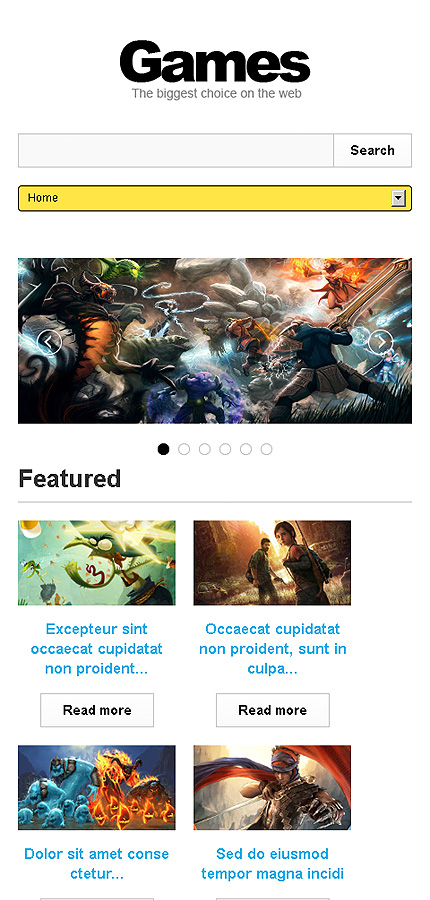 Games
The biggest choice on the web
Search
Home
Featured
Excepteur sint
occaecat cupidatat
non proident...
Occaecat cupidatat
non proident, sunt in
culpa...
Read more
Read more
Dolor sit amet conse
ctetur...
Sed do eiusmod
tempor magna incidi